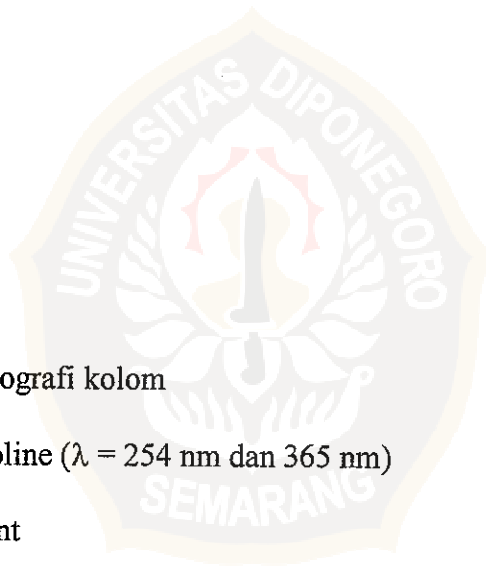 UNIVERSITAS DIPONEGORO
ografi kolom
oline (λ = 254 nm dan 365 nm)
SEMARANG
nt